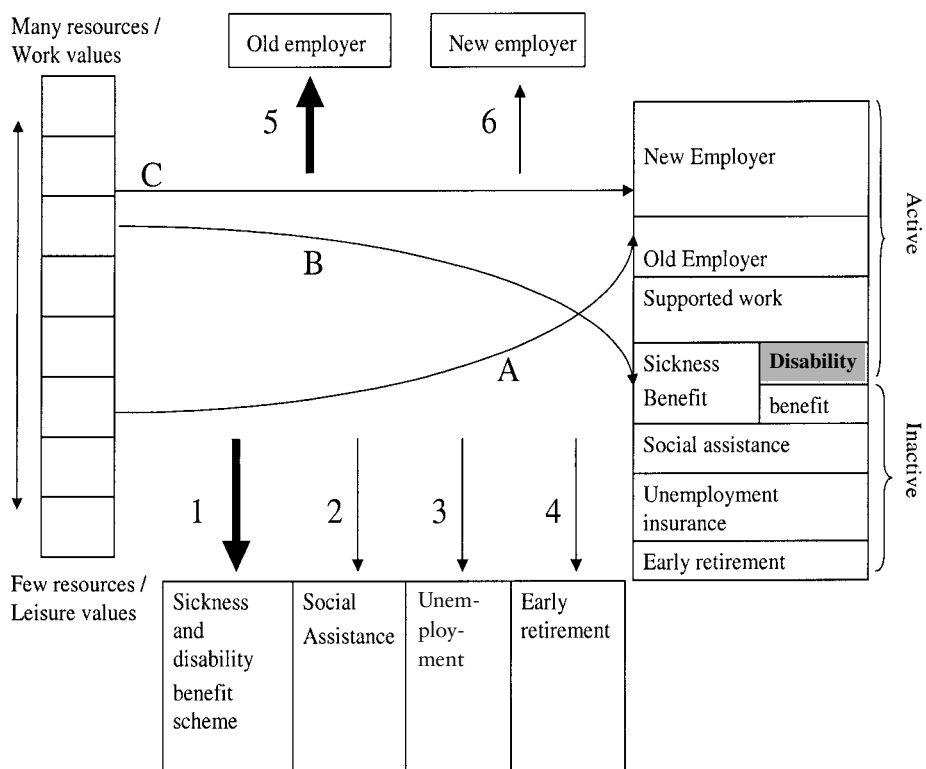 Many resources /
Work values
Old employer
New employer
5
6
C
B
A
New Employer
Old Employer
Supported work
Sickness
Benefit
Disability
benefit
Social assistance
Unemployment
insurance
Early retirement
Active
Inactive
1
2
3
4
Few resources /
Leisure values
Sickness
and
disability
benefit
scheme
Social
Assistance
Unem-
ploy-
ment
Early
retirement